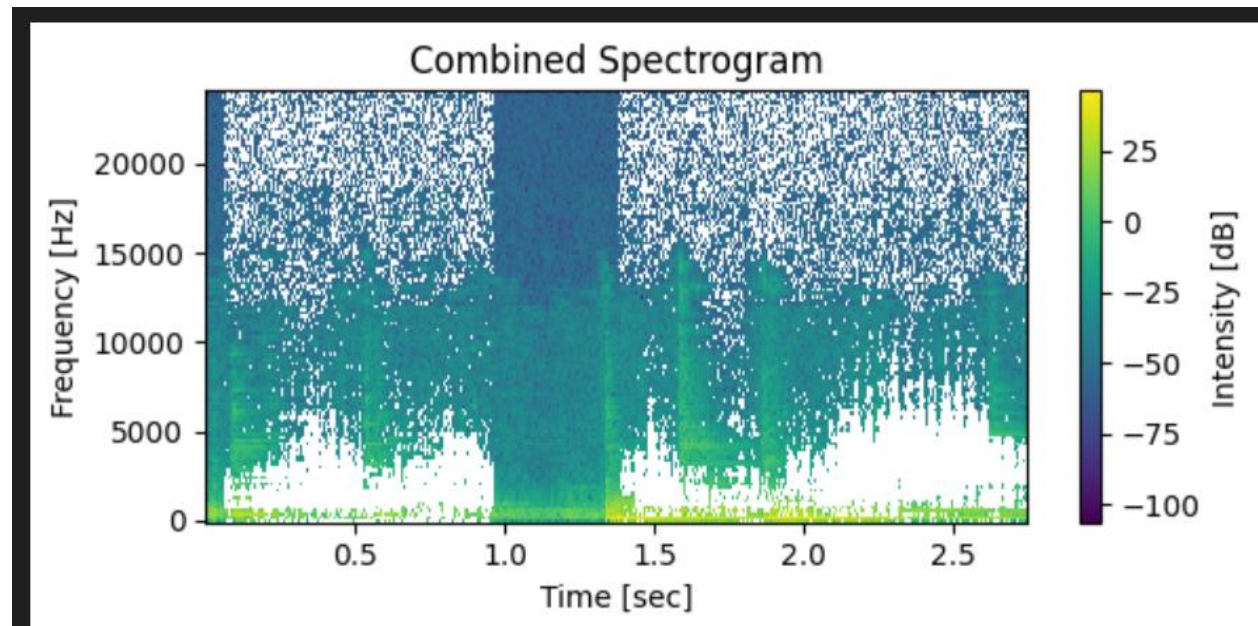 Combined Spectrogram
Frequency [Hz]
20000
15000
10000
5000
0
0.5 1.0 1.5 2.0 2.5
Time [sec]
25
0
−25
−50
−75
−100
Intensity [dB]